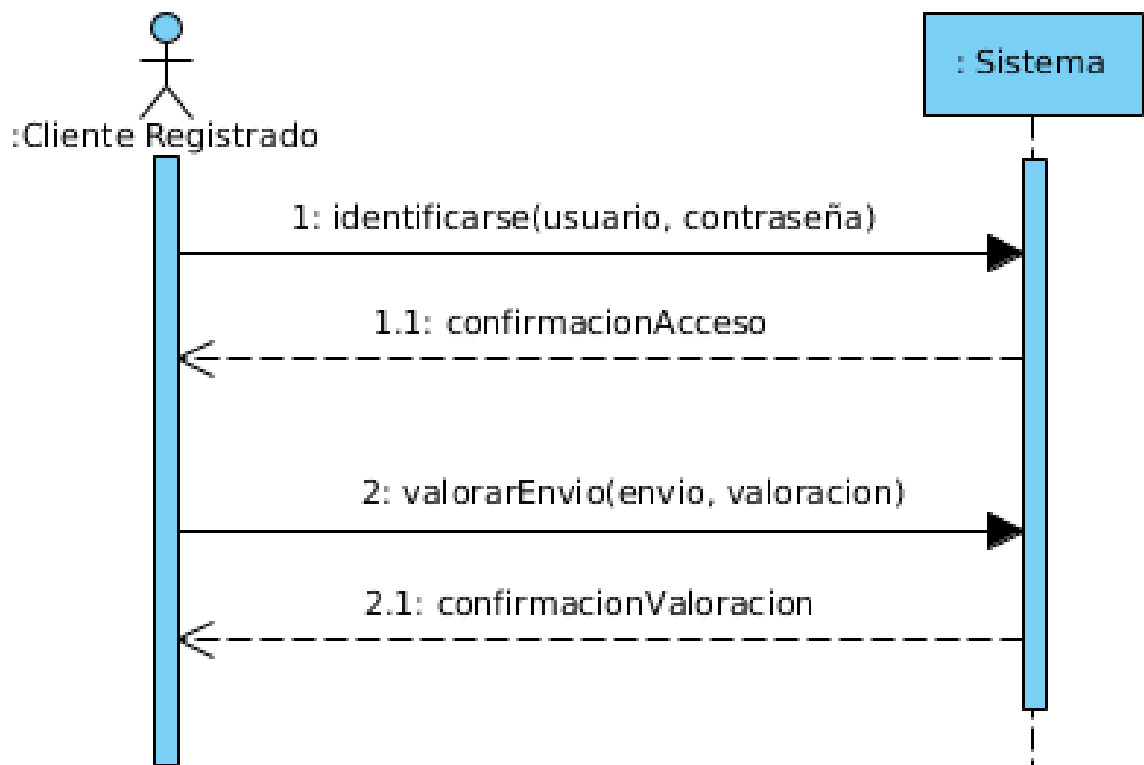 : Sistema
:Cliente Registrado
1: identificarse(usuario, contraseña)
1.1: confirmacionAcceso
2: valorarEnvio(envio, valoracion)
2.1: confirmacionValoracion